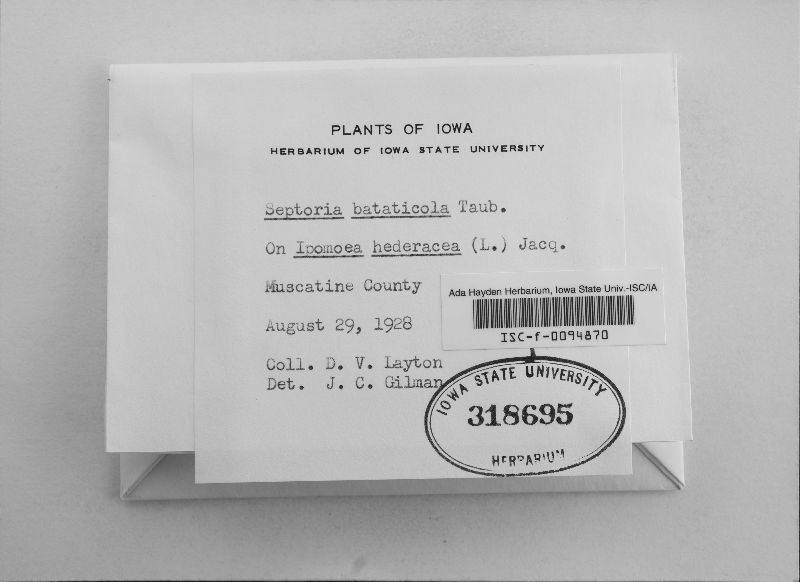 PLANTS OF IOWA
HERBARIUM OF IOWA STATE UNIVERSITY
Septoria bataticola Taub.
On Ipomoea hederacea (L.) Jacq.
Muscatine County
August 29, 1928
Coll. D. V. Layton
Det. J. C. Gilman
Ada Hayden Herbarium, Iowa State Univ.-ISC/IA
ISC-f-0094870
IOWA STATE UNIVERSITY
318695
HERBARIUM